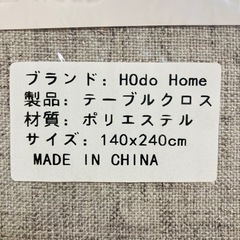 ブランド: HOdo Home
製品: テーブルクロス
材質: ポリエステル
サイズ: 140x240cm
MADE IN CHINA